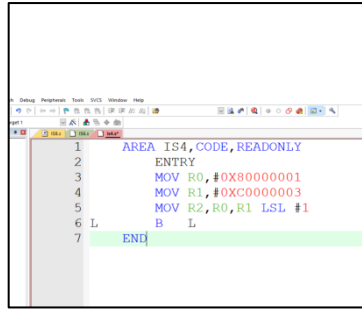 Debug Peripherals Tools SVCS Window Help
1 AREA IS4,CODE,READONLY
2 ENTRY
3 MOV R0,#0X80000001
4 MOV R1,#0XC0000003
5 MOV R2,R0,R1 LSL #1
6 L B L
7 END